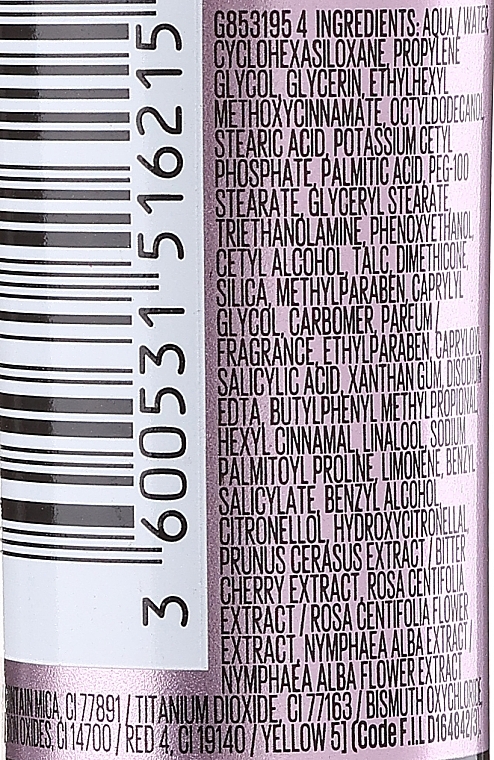 G853195 4 INGREDIENTS: AQUA / WATER,
CYCLOHEXASILOXANE, PROPYLENE
GLYCOL, GLYCERIN, ETHYLHEXYL
METHOXYCINNAMATE, OCTYLDODECANOL,
STEARIC ACID, POTASSIUM CETYL
PHOSPHATE, PALMITIC ACID, PEG-100
STEARATE, GLYCERYL STEARATE,
TRIETHANOLAMINE, PHENOXYETHANOL,
CETYL ALCOHOL, TALC, DIMETHICONE,
SILICA, METHYLPARABEN, CAPRYLYL
GLYCOL, CARBOMER, PARFUM /
FRAGRANCE, ETHYLPARABEN, CAPRYLOYL
SALICYLIC ACID, XANTHAN GUM, DISODIUM
EDTA, BUTYLPHENYL METHYLPROPIONAL,
HEXYL CINNAMAL, LINALOOL, SODIUM
PALMITOYL PROLINE, LIMONENE, BENZYL
SALICYLATE, BENZYL ALCOHOL
CITRONELLOL, HYDROXYCITRONELLAL,
PRUNUS CERASUS EXTRACT / BITTER
CHERRY EXTRACT, ROSA CENTIFOLIA
EXTRACT / ROSA CENTIFOLIA FLOWER
EXTRACT, NYMPHAEA ALBA EXTRACT /
NYMPHAEA ALBA FLOWER EXTRACT
MICA, CI 77891 / TITANIUM DIOXIDE, CI 77163 / BISMUTH OXYCHLORIDE,
OXIDES, CI 14700 / RED 4, CI 19140 / YELLOW 5] (Code F.I.L. D164842/3).
3 600531 516215